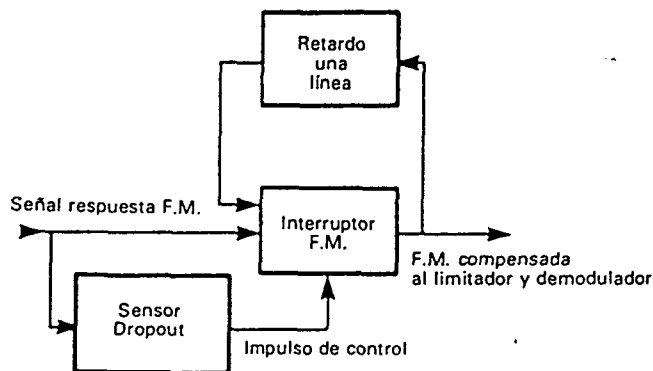 Retardo
una
línea
Señal respuesta F.M.
Interruptor
F.M.
F.M. compensada
al limitador y demodulador
Sensor
Dropout
Impulso de control